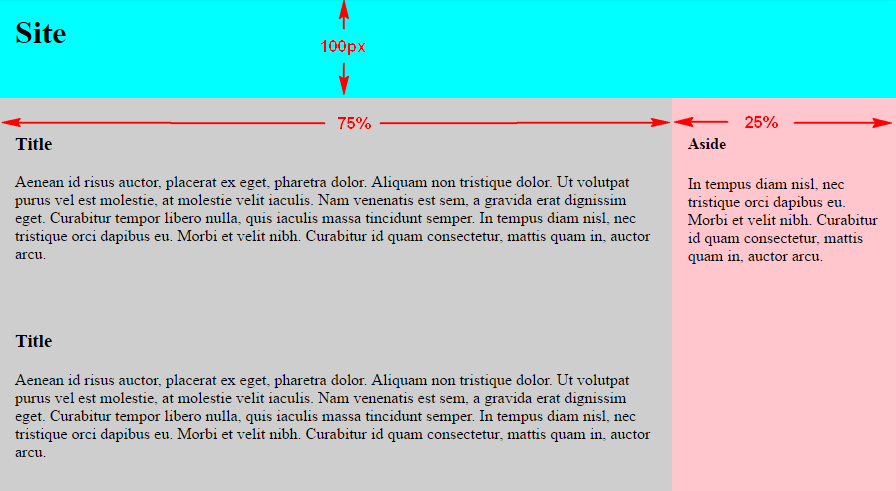 Site
100px
75%
25%
Title
Aenean id risus auctor, placerat ex eget, pharetra dolor. Aliquam non tristique dolor. Ut volutpat
purus vel est molestie, at molestie velit iaculis. Nam venenatis est sem, a gravida erat dignissim
eget. Curabitur tempor libero nulla, quis iaculis massa tincidunt semper. In tempus diam nisl, nec
tristique orci dapibus eu. Morbi et velit nibh. Curabitur id quam consectetur, mattis quam in, auctor
arcu.
Title
Aenean id risus auctor, placerat ex eget, pharetra dolor. Aliquam non tristique dolor. Ut volutpat
purus vel est molestie, at molestie velit iaculis. Nam venenatis est sem, a gravida erat dignissim
eget. Curabitur tempor libero nulla, quis iaculis massa tincidunt semper. In tempus diam nisl, nec
tristique orci dapibus eu. Morbi et velit nibh. Curabitur id quam consectetur, mattis quam in, auctor
arcu.
Aside
In tempus diam nisl, nec
tristique orci dapibus eu.
Morbi et velit nibh. Curabitur
id quam consectetur, mattis
quam in, auctor arcu.